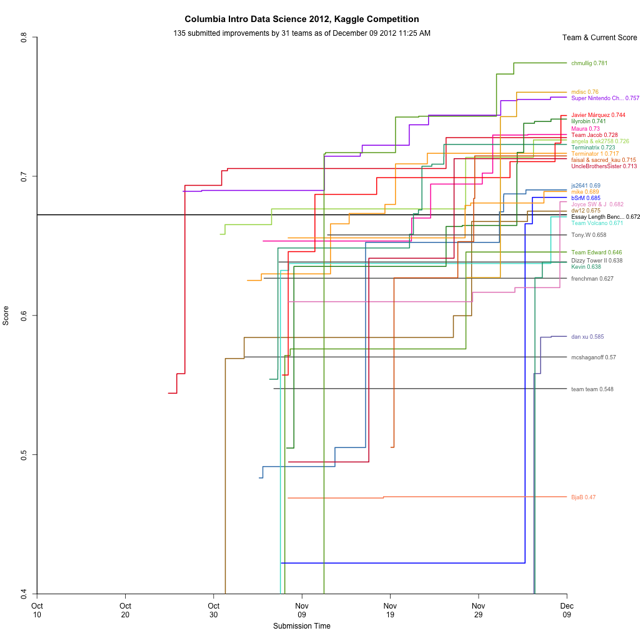 Columbia Intro Data Science 2012, Kaggle Competition
135 submitted improvements by 31 teams as of December 09 2012 11:25 AM
Team & Current Score
0.8
0.7
0.6
0.5
0.4
Score
chmullig 0.781
mdiao 0.76
Super Nintendo Ch... 0.757
Javier Márquez 0.744
lilyrobin 0.741
Maura 0.73
Team Jacob 0.728
angela & ek2758 0.726
Terminatrix 0.723
Terminator 1 0.717
faisal & sacred_kau 0.715
UncleBrothersSister 0.713
js2641 0.69
mike 0.689
bSrM 0.685
Joyce SW & J. 0.682
dw12 0.675
Essay Length Benc... 0.672
Team Vulcano 0.671
Tony.W 0.658
Team Edward 0.646
Dizzy Tower II 0.638
Kevin 0.638
frenchman 0.627
dan xu 0.585
mcshaganoff 0.57
team team 0.548
BjaB 0.47
Oct 10
Oct 20
Oct 30
Nov 09
Nov 19
Nov 29
Dec 09
Submission Time